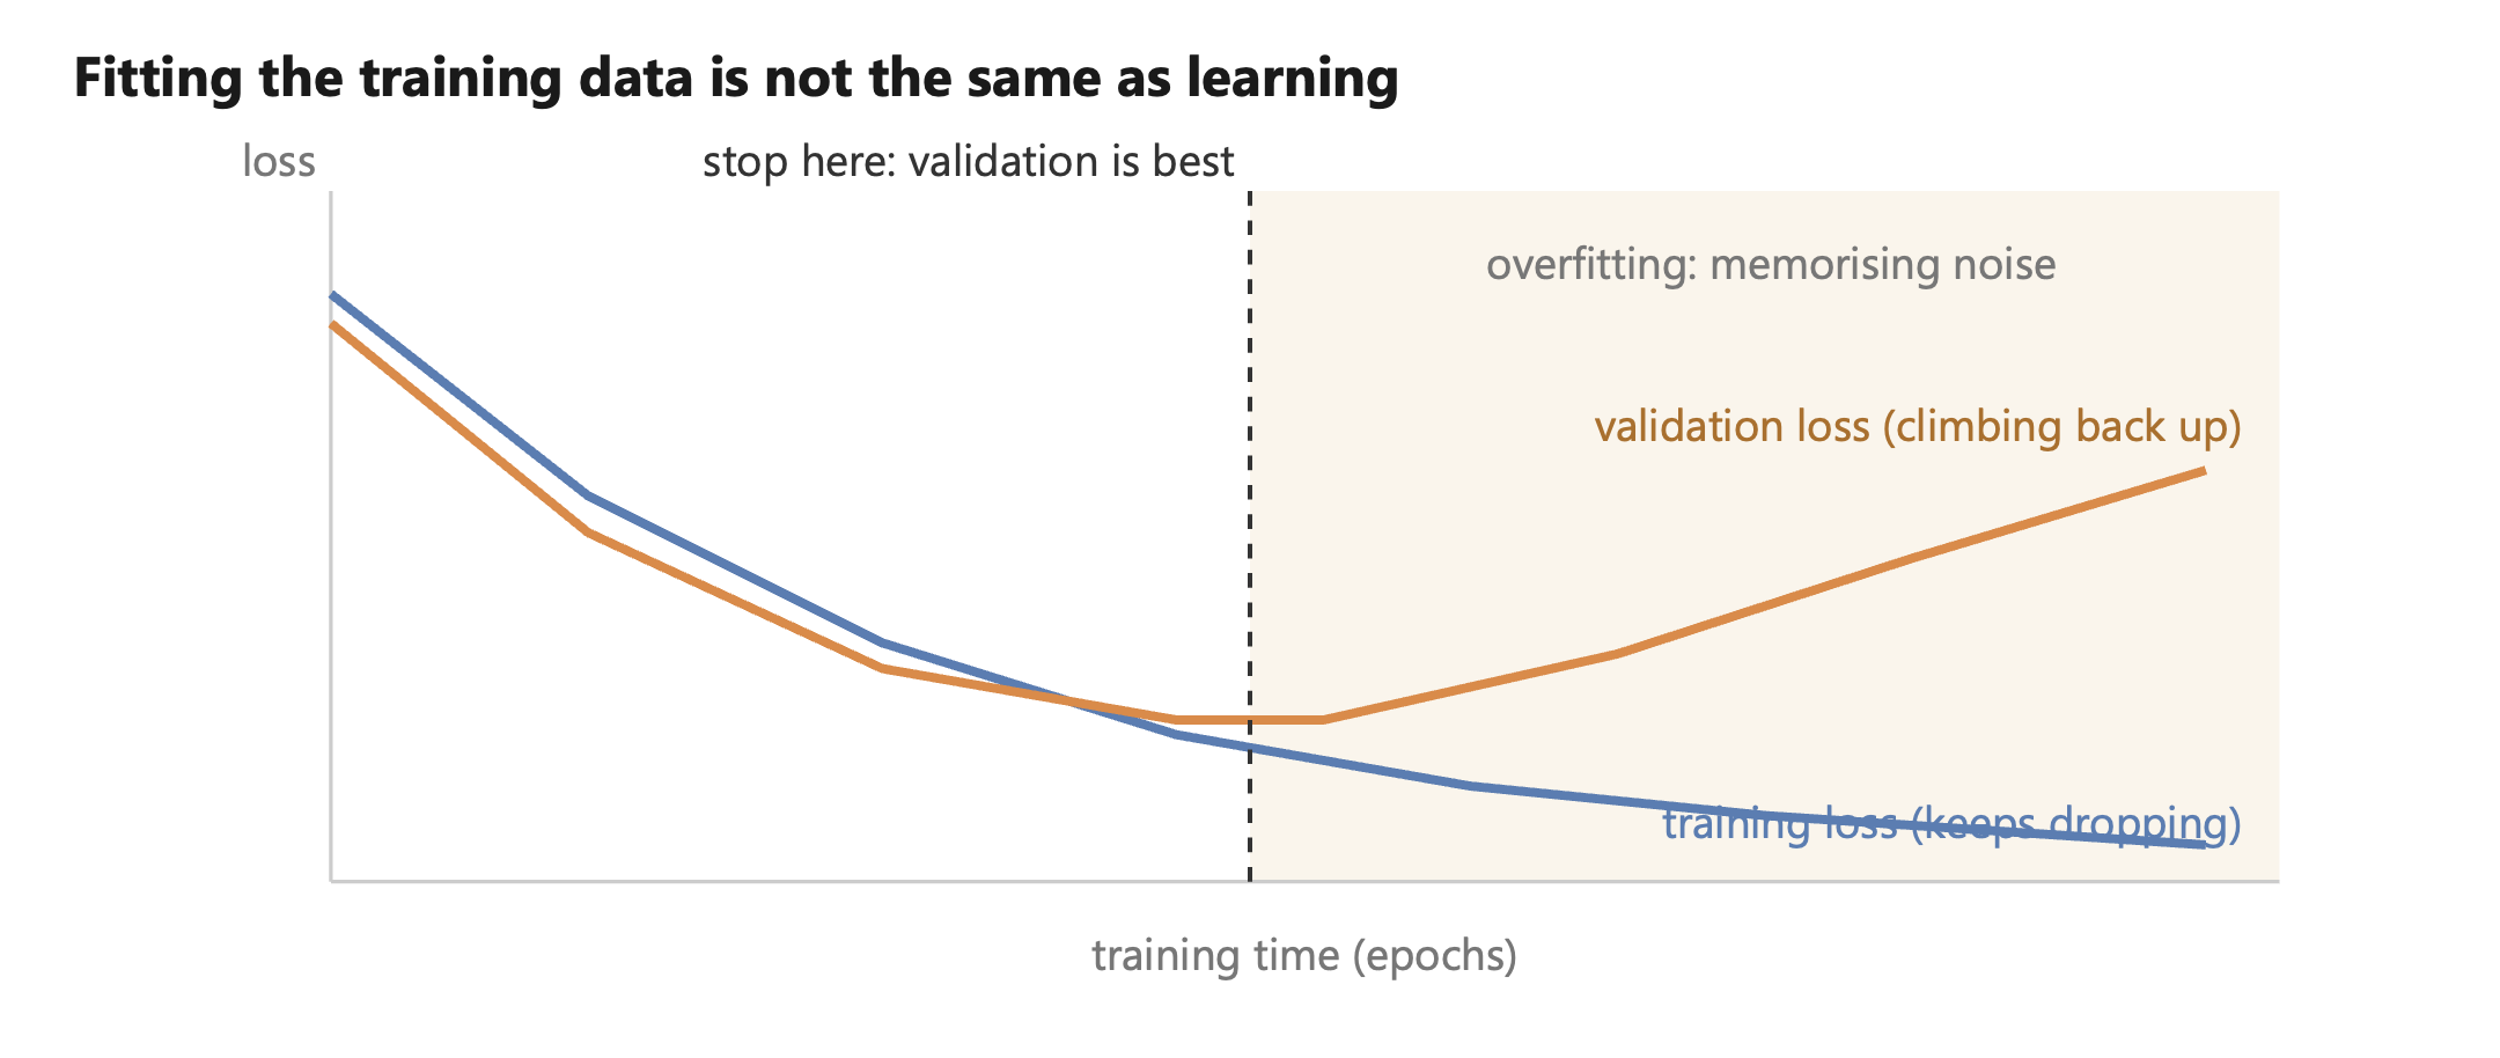 Fitting the training data is not the same as learning
loss
stop here: validation is best
overfitting: memorising noise
validation loss (climbing back up)
training loss (keeps dropping)
training time (epochs)